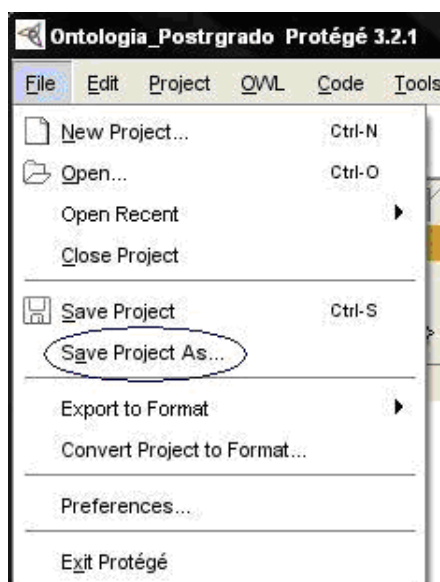 Ontologia_Postrgrado Protégé 3.2.1
File Edit Project OWL Code Tools
New Project... Ctrl-N
Open... Ctrl-O
Open Recent
Close Project
Save Project Ctrl-S
Save Project As...
Export to Format
Convert Project to Format...
Preferences...
Exit Protégé